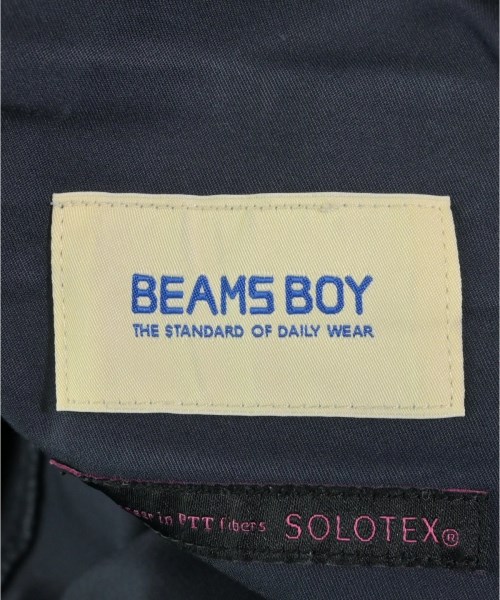 BEAMS BOY
THE STANDARD OF DAILY WEAR
in PTT fibers SOLOTEX®